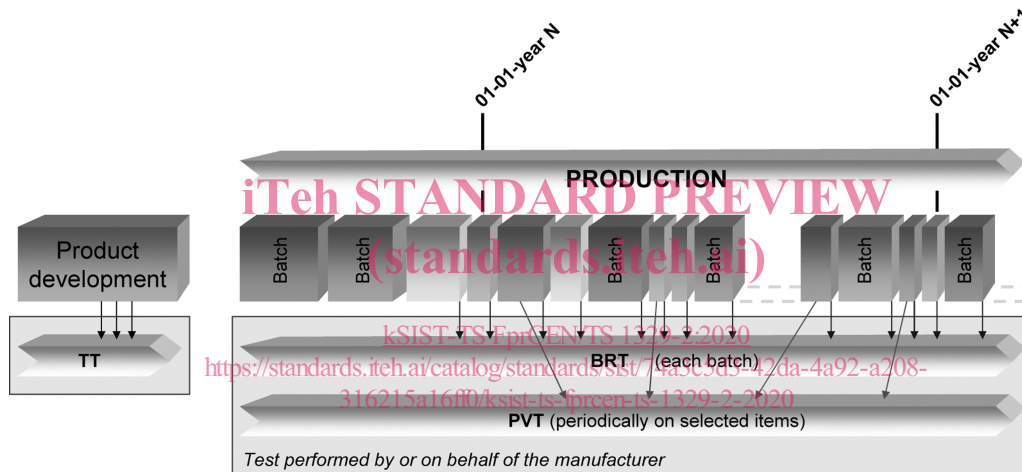 01-01-year N
01-01-year N+1
PRODUCTION
iTeh STANDARD PREVIEW
(standards.iteh.ai)
Product
development
Batch
Batch
Batch
Batch
Batch
Batch
kSIST-TS FprCEN/TS 1329-2:2020
TT
BRT (each batch)
https://standards.iteh.ai/catalog/standards/sist/74a3c5d3-42da-4a92-a208-
316215a16ff0/ksist-ts-fprcen-ts-1329-2-2020
PVT (periodically on selected items)
Test performed by or on behalf of the manufacturer